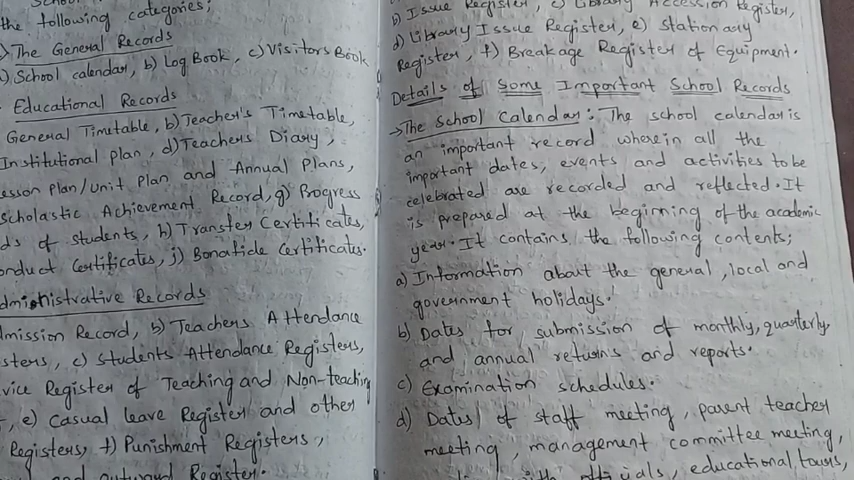 the following categories;
The General Records
School calendar, b) Log Book, c) Visitors Book
Educational Records
General Timetable, b) Teacher's Timetable,
Institutional plan, d) Teachers Diary,
esson Plan/Unit Plan and Annual Plans,
Scholastic Achievement Record, g) Progress
ds of students, h) Transfer Certificates,
onduct Certificates, j) Bonafide Certificates.
dministrative Records
dmission Record, b) Teachers Attendance
sters, c) Students Attendance Registers,
vice Register of Teaching and Non-teaching
, e) Casual leave Register and other
Registers, f) Punishment Registers,
and outward Register.
b) Issue Register, c) Library Accession Register,
d) Library Issue Register, e) Stationary
Register, f) Breakage Register of Equipment.
Details of Some Important School Records
→The School Calendar: The school calendar is
an important record wherein all the
important dates, events and activities to be
celebrated are recorded and reflected. It
is prepared at the beginning of the academic
year. It contains the following contents;
a) Information about the general, local and
government holidays.
b) Dates for submission of monthly, quarterly
and annual returns and reports.
c) Examination schedules.
d) Dates of staff meeting, parent teacher
meeting, management committee meeting,
educational tours,